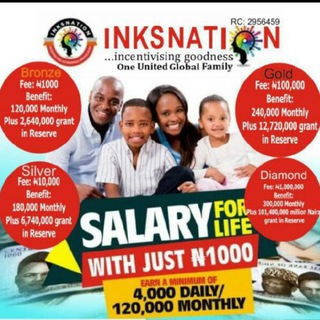 RC: 2956459
INKSNATION
...incentivising goodness
One United Global Family
Bronze
Fee: ₦1000
Benefit:
120,000 Monthly
Plus 2,640,000 grant
in Reserve
Gold
Fee: ₦100,000
Benefit:
240,000 Monthly
Plus 12,720,000 grant
in Reserve
Silver
Fee: ₦10,000
Benefit:
180,000 Monthly
Plus 6,740,000 grant
in Reserve
Diamond
Fee: ₦1,000,000
Benefit:
300,000 Monthly
Plus 101,400,000 million Naira
grant in Reserve
SALARY FOR LIFE
WITH JUST ₦1000
EARN A MINIMUM OF
4,000 DAILY/
120,000 MONTHLY